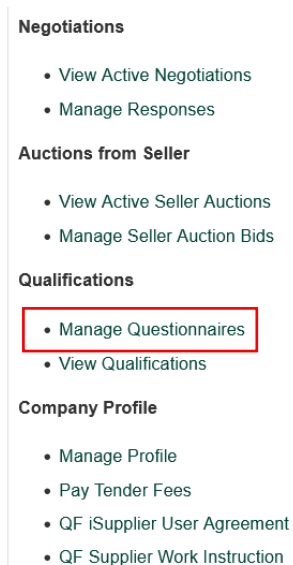 Negotiations
• View Active Negotiations
• Manage Responses
Auctions from Seller
• View Active Seller Auctions
• Manage Seller Auction Bids
Qualifications
• Manage Questionnaires
• View Qualifications
Company Profile
• Manage Profile
• Pay Tender Fees
• QF iSupplier User Agreement
• QF Supplier Work Instruction